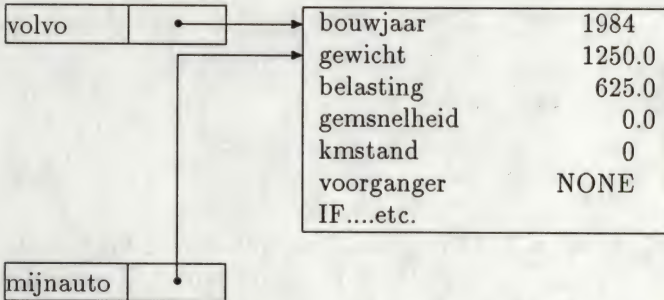 volvo
bouwjaar 1984
gewicht 1250.0
belasting 625.0
gemsnelheid 0.0
kmstand 0
voorganger NONE
IF....etc.
mijnauto